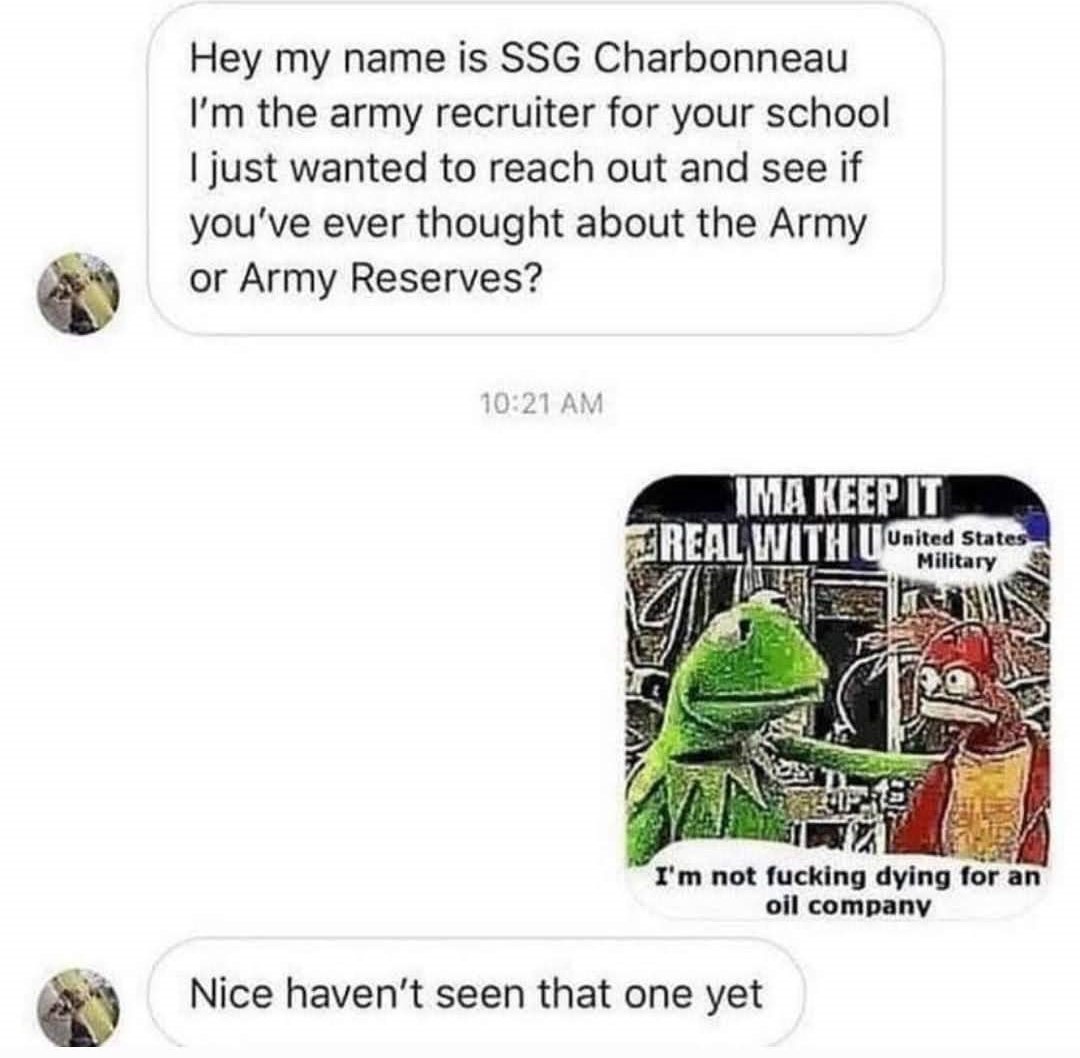 Hey my name is SSG Charbonneau
I'm the army recruiter for your school
I just wanted to reach out and see if
you've ever thought about the Army
or Army Reserves?
10:21 AM
IMA KEEP IT
REAL WITH U
United States
Military
I'm not fucking dying for an
oil company
Nice haven't seen that one yet